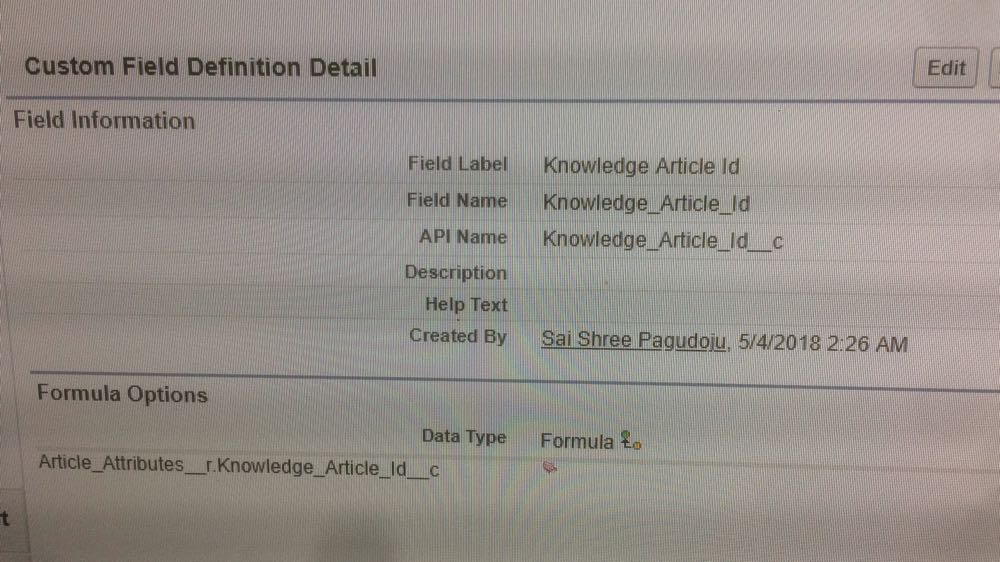 Custom Field Definition Detail
Edit
Field Information
Field Label Knowledge Article Id
Field Name Knowledge_Article_Id
API Name Knowledge_Article_Id__c
Description
Help Text
Created By Sai Shree Pagudoju, 5/4/2018 2:26 AM
Formula Options
Data Type Formula
Article_Attributes__r.Knowledge_Article_Id__c
t